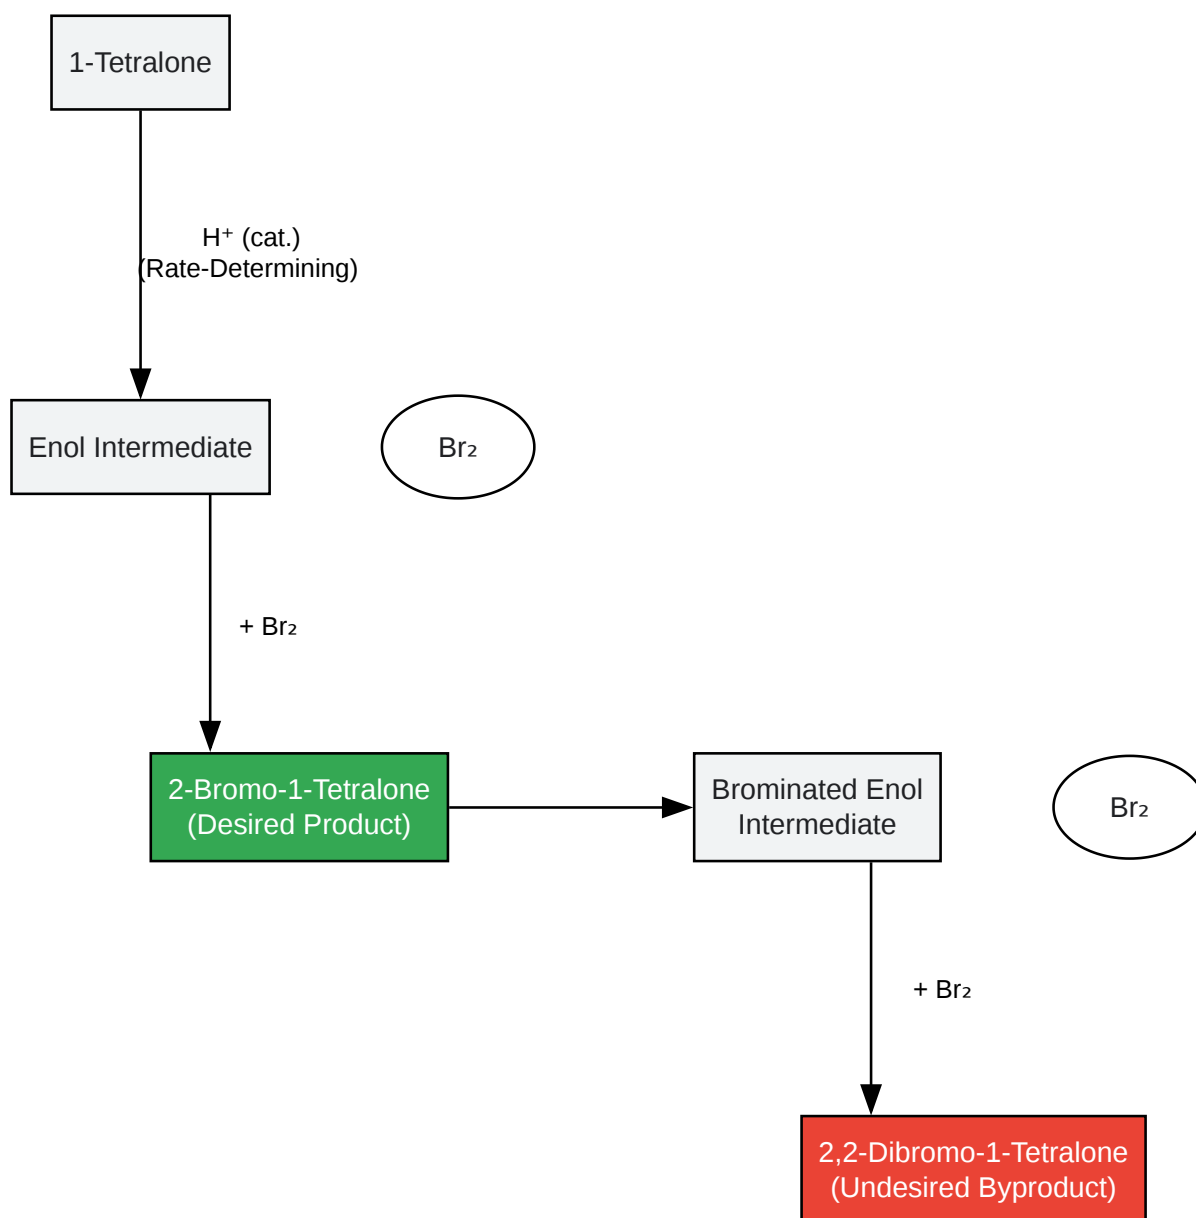 1-Tetralone
H⁺ (cat.)
(Rate-Determining)
Enol Intermediate
Br₂
+ Br₂
2-Bromo-1-Tetralone
(Desired Product)
Brominated Enol
Intermediate
Br₂
+ Br₂
2,2-Dibromo-1-Tetralone
(Undesired Byproduct)